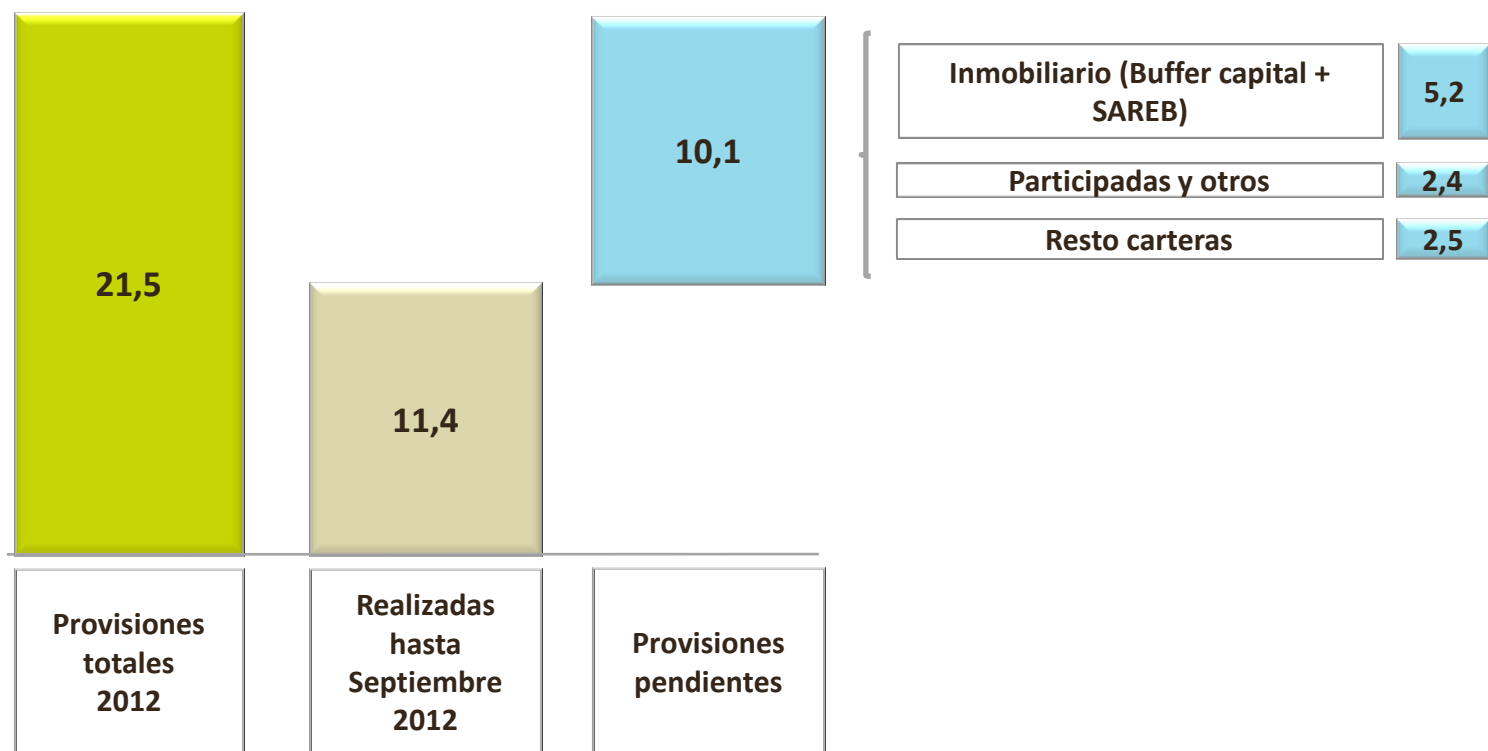 21,5
11,4
10,1
Inmobiliario (Buffer capital +
SAREB)
5,2
Participadas y otros
2,4
Resto carteras
2,5
Provisiones
totales
2012
Realizadas
hasta
Septiembre
2012
Provisiones
pendientes